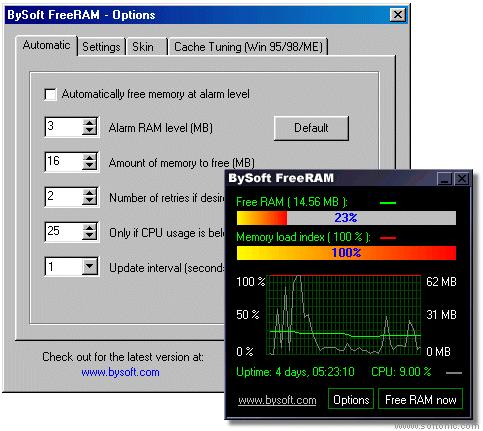 BySoft FreeRAM - Options
Automatic
Settings
Skin
Cache Tuning (Win 95/98/ME)
Automatically free memory at alarm level
3
Alarm RAM level (MB)
Default
16
Amount of memory to free (MB)
2
Number of retries if desire
25
Only if CPU usage is belo
1
Update interval (seconds
Check out for the latest version at:
www.bysoft.com
BySoft FreeRAM
Free RAM ( 14.56 MB ):
23%
Memory load index ( 100 % ):
100%
100 %
62 MB
50 %
31 MB
0 %
0 MB
Uptime: 4 days, 05:23:10
CPU: 9.00 %
www.bysoft.com
Options
Free RAM now
www.softonic.com